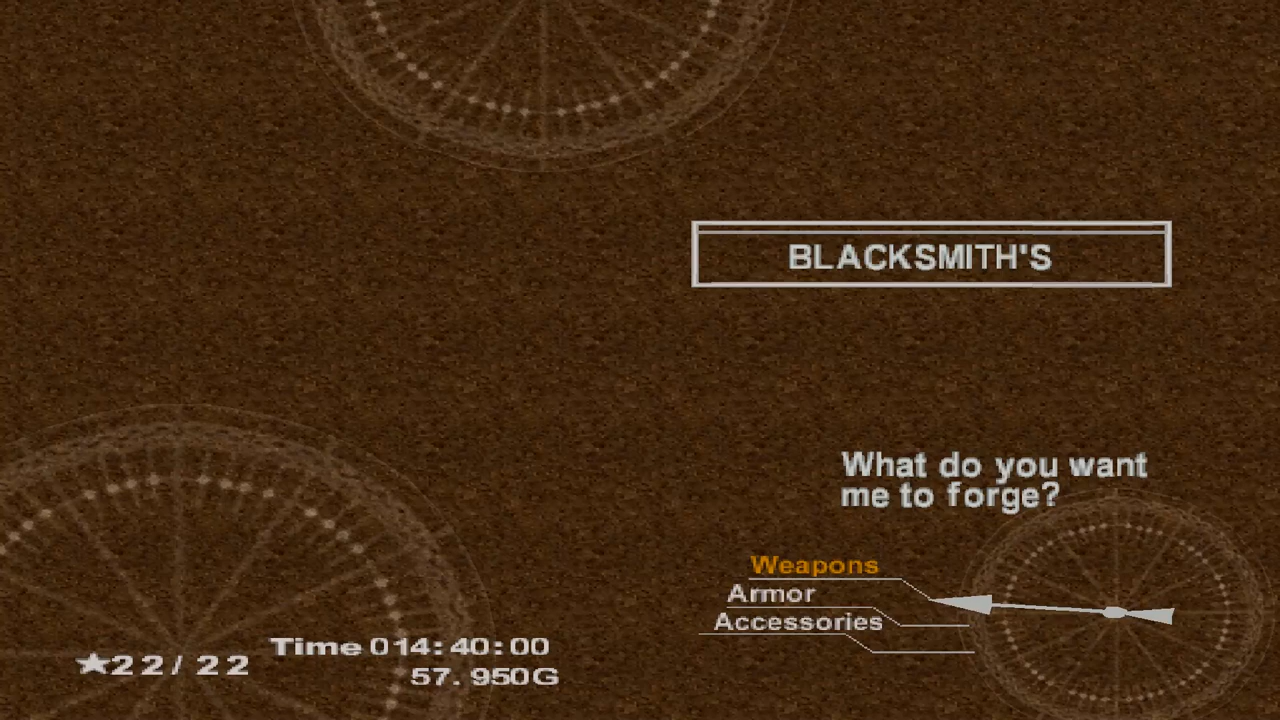 BLACKSMITH'S
What do you want
me to forge?
Weapons
Armor
Accessories
Time 014:40:00
★22/ 22
57.950G